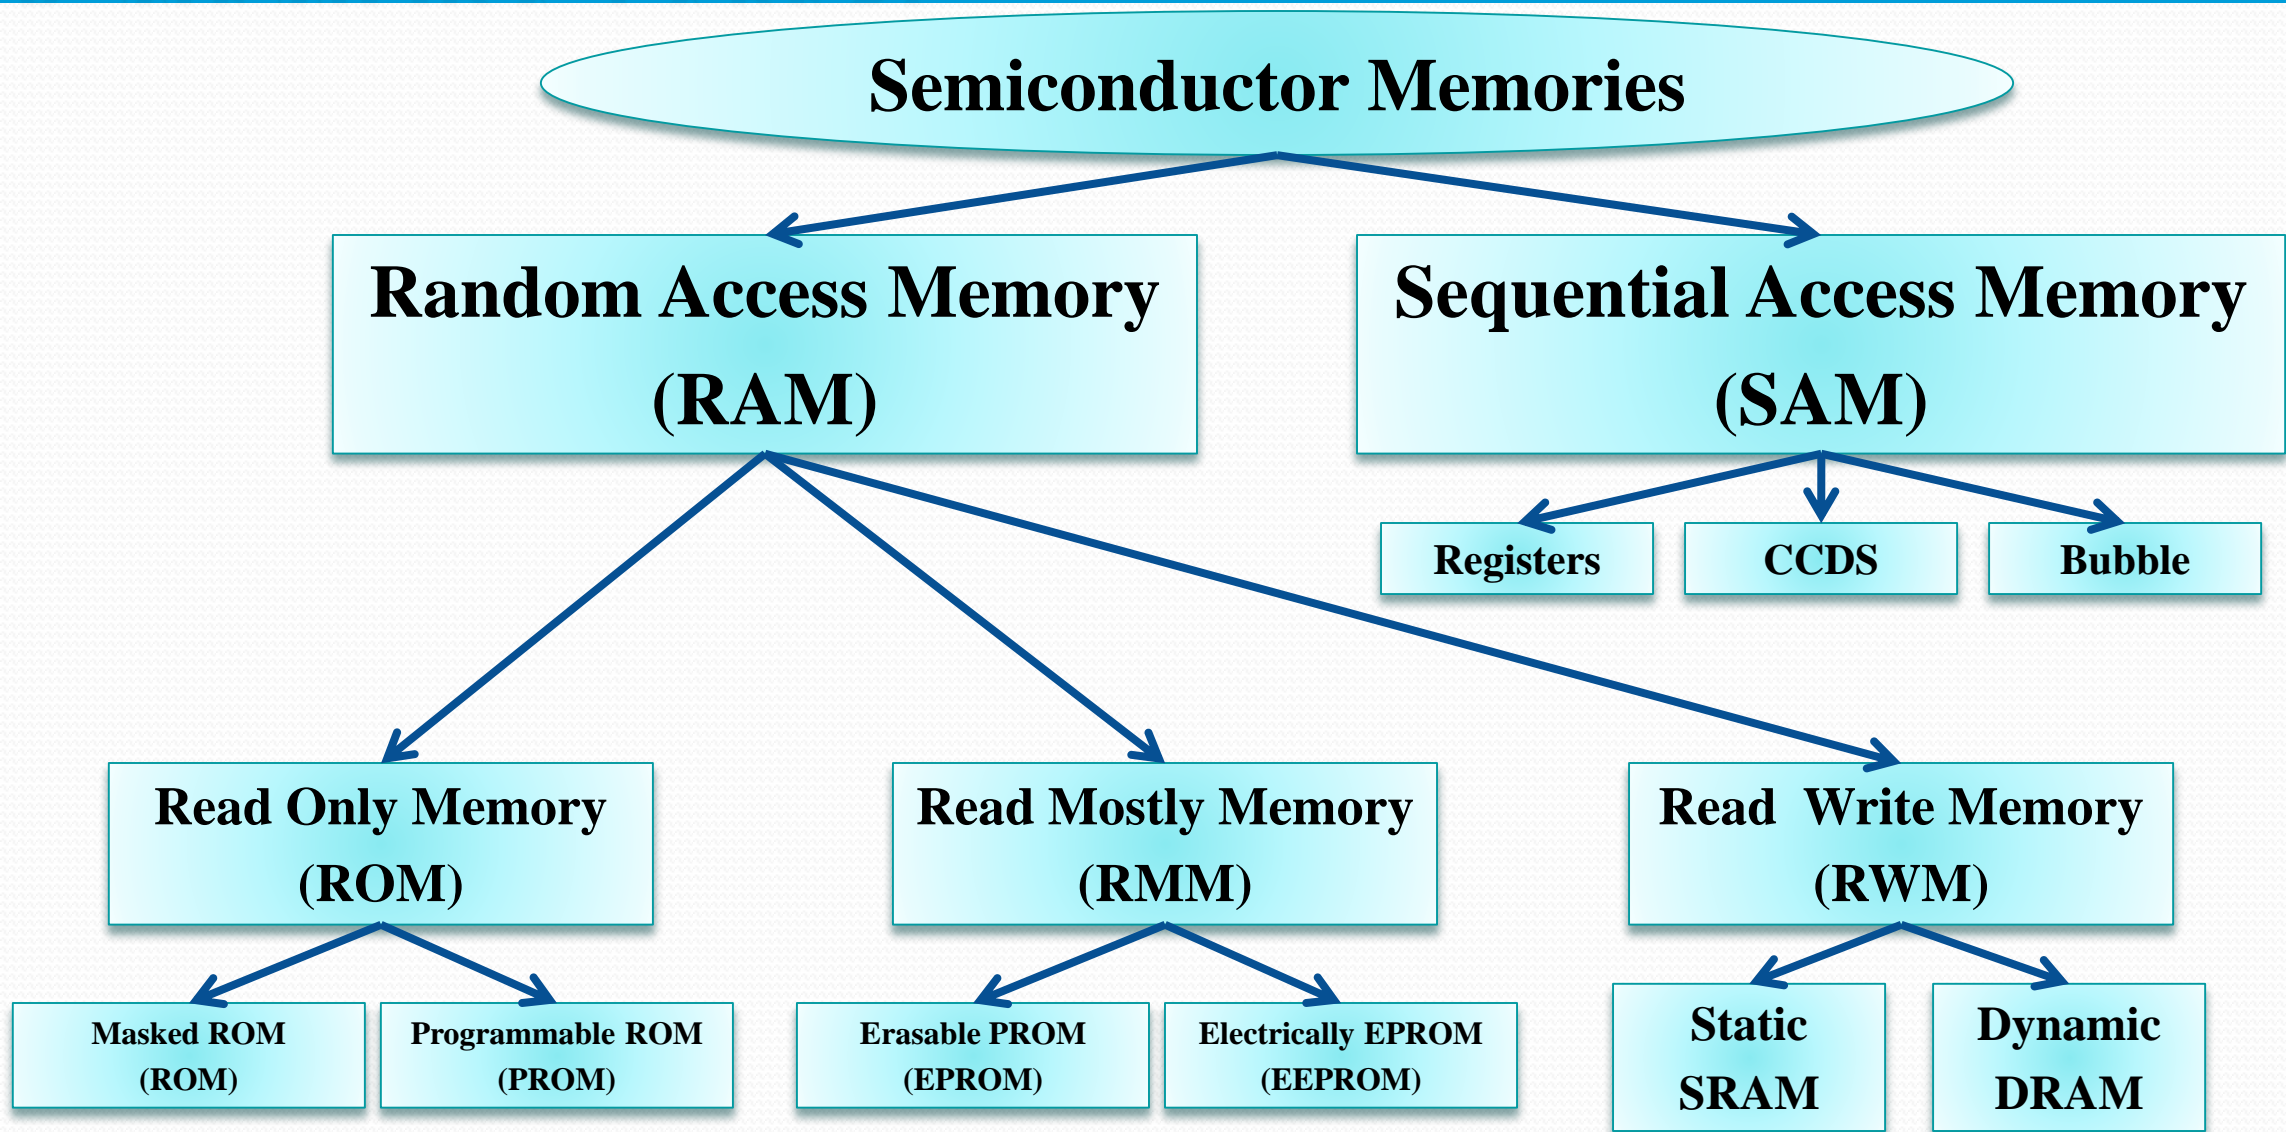 Semiconductor Memories
Random Access Memory
(RAM)
Sequential Access Memory
(SAM)
Registers
CCDS
Bubble
Read Only Memory
(ROM)
Read Mostly Memory
(RMM)
Read Write Memory
(RWM)
Masked ROM
(ROM)
Programmable ROM
(PROM)
Erasable PROM
(EPROM)
Electrically EPROM
(EEPROM)
Static
SRAM
Dynamic
DRAM